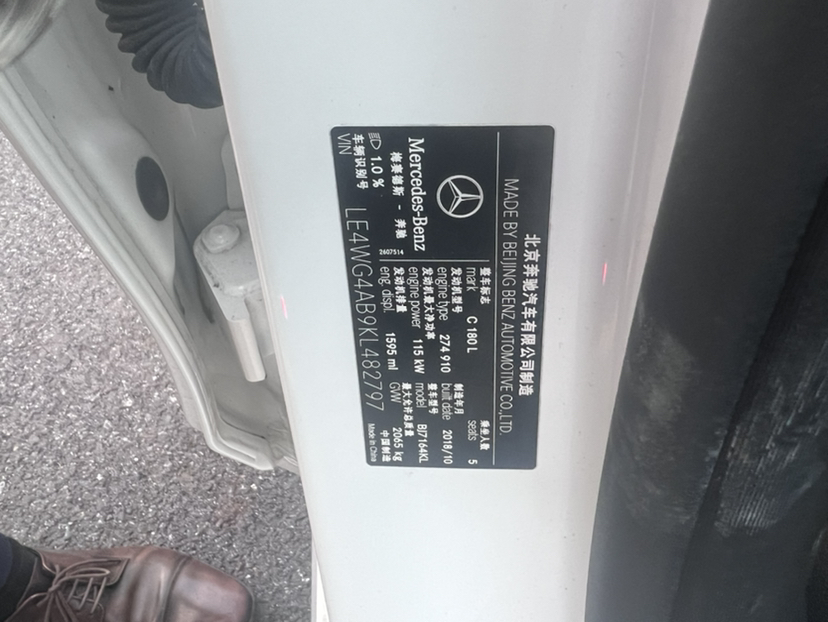 北京奔驰汽车有限公司制造
MADE BY BEIJING BENZ AUTOMOTIVE CO.,LTD.
Mercedes-Benz
梅赛德斯 - 奔驰
2607514
1.0 %
整车标志
mark C 180 L
乘坐人数
seats 5
发动机型号
engine type 274 910
制造年月
built date 2018/10
发动机最大净功率
engine power 115 kW
整车型号
model BJ7164KL
发动机排量
eng. displ. 1595 ml
最大允许总质量
GVW 2065 kg
车辆识别号
VIN LE4WG4AB9KL482797
中国制造
Made in China